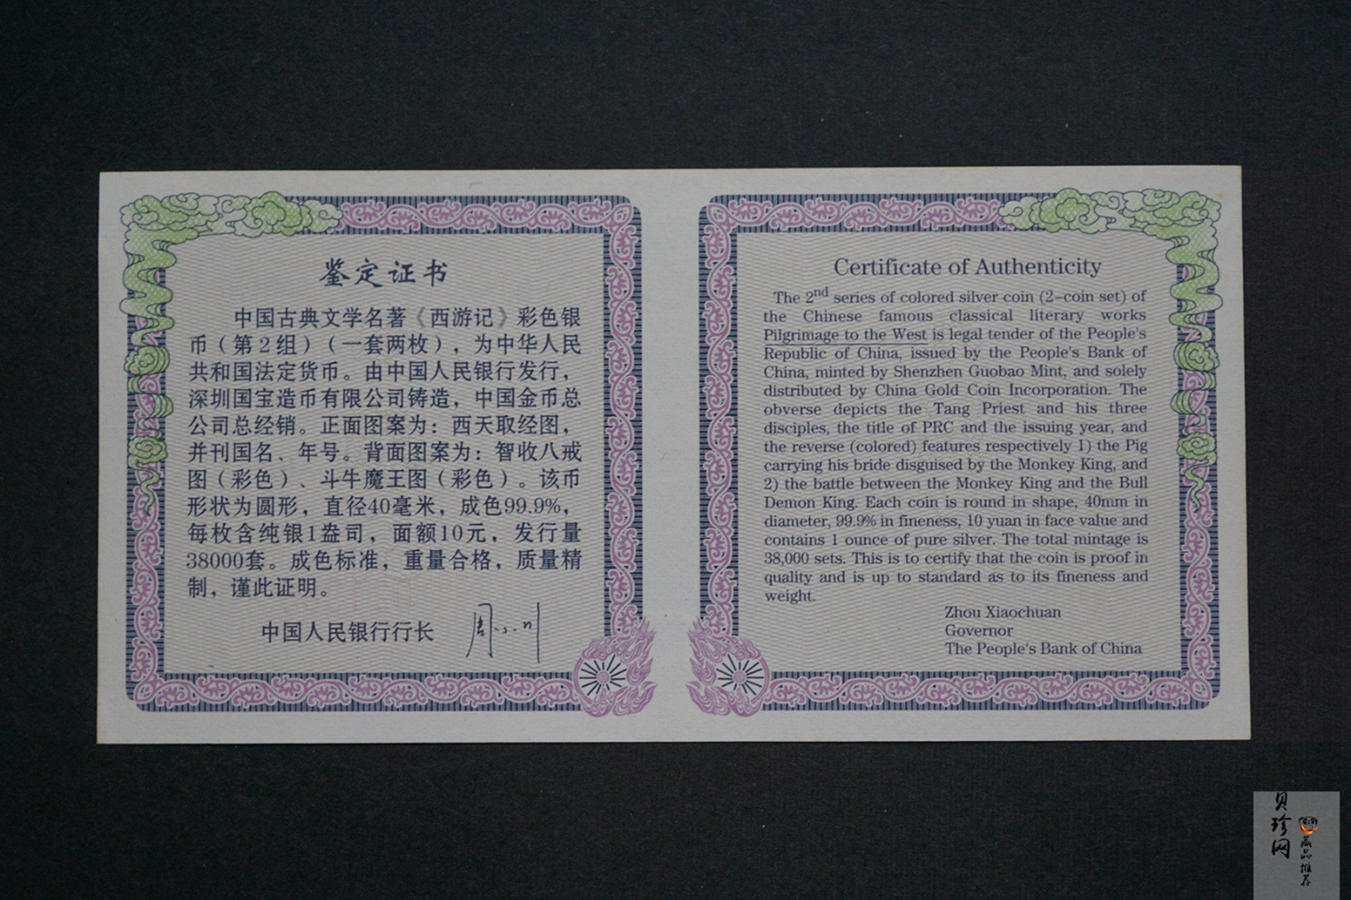 鉴定证书
中国古典文学名著《西游记》彩色银
币（第2组）（一套两枚），为中华人民
共和国法定货币。由中国人民银行发行，
深圳国宝造币有限公司铸造，中国金币总
公司总经销。正面图案为：西天取经图，
并刊国名、年号。背面图案为：智收八戒
图（彩色）、斗牛魔王图（彩色）。该币
形状为圆形，直径40毫米，成色99.9%，
每枚含纯银1盎司，面额10元，发行量
38000套。成色标准，重量合格，质量精
制，谨此证明。
中国人民银行行长 周小川
Certificate of Authenticity
The 2nd series of colored silver coin (2-coin set) of
the Chinese famous classical literary works
Pilgrimage to the West is legal tender of the People's
Republic of China, issued by the People's Bank of
China, minted by Shenzhen Guobao Mint, and solely
distributed by China Gold Coin Incorporation. The
obverse depicts the Tang Priest and his three
disciples, the title of PRC and the issuing year, and
the reverse (colored) features respectively 1) the Pig
carrying his bride disguised by the Monkey King, and
2) the battle between the Monkey King and the Bull
Demon King. Each coin is round in shape, 40mm in
diameter, 99.9% in fineness, 10 yuan in face value and
contains 1 ounce of pure silver. The total mintage is
38,000 sets. This is to certify that the coin is proof in
quality and is up to standard as to its fineness and
weight.
Zhou Xiaochuan
Governor
The People's Bank of China
贝珍网
藏品推荐